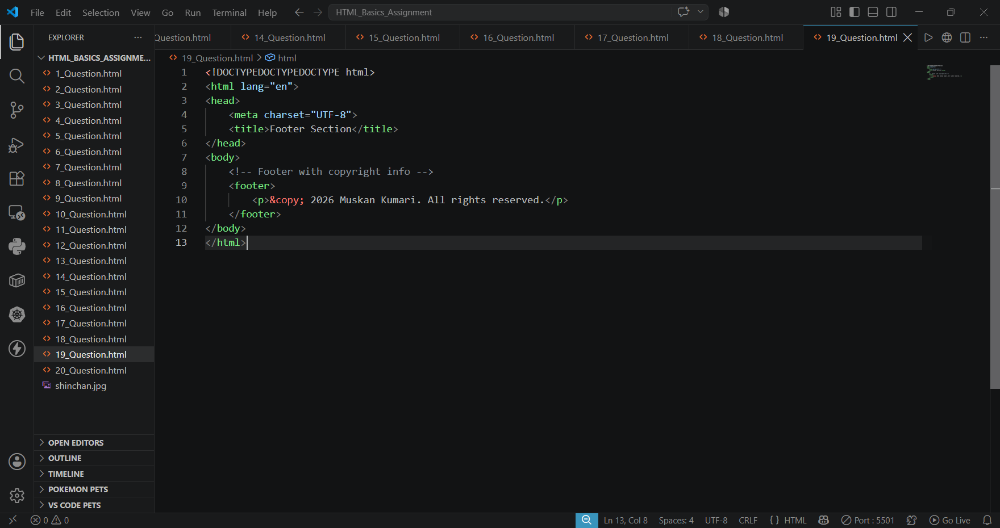 File Edit Selection View Go Run Terminal Help
HTML_Basics_Assignment
EXPLORER
Question.html
14_Question.html
15_Question.html
16_Question.html
17_Question.html
18_Question.html
19_Question.html
HTML_BASICS_ASSIGNME...
1_Question.html
2_Question.html
3_Question.html
4_Question.html
5_Question.html
6_Question.html
7_Question.html
8_Question.html
9_Question.html
10_Question.html
11_Question.html
12_Question.html
13_Question.html
14_Question.html
15_Question.html
16_Question.html
17_Question.html
18_Question.html
19_Question.html
20_Question.html
shinchan.jpg
OPEN EDITORS
OUTLINE
TIMELINE
POKEMON PETS
VS CODE PETS
19_Question.html > html
1 <!DOCTYPEDOCTYPEDOCTYPE html>
2 <html lang="en">
3 <head>
4 <meta charset="UTF-8">
5 <title>Footer Section</title>
6 </head>
7 <body>
8 <!-- Footer with copyright info -->
9 <footer>
10 <p>&copy; 2026 Muskan Kumari. All rights reserved.</p>
11 </footer>
12 </body>
13 </html>
0 0
Ln 13, Col 8 Spaces: 4 UTF-8 CRLF { } HTML Port : 5501 Go Live